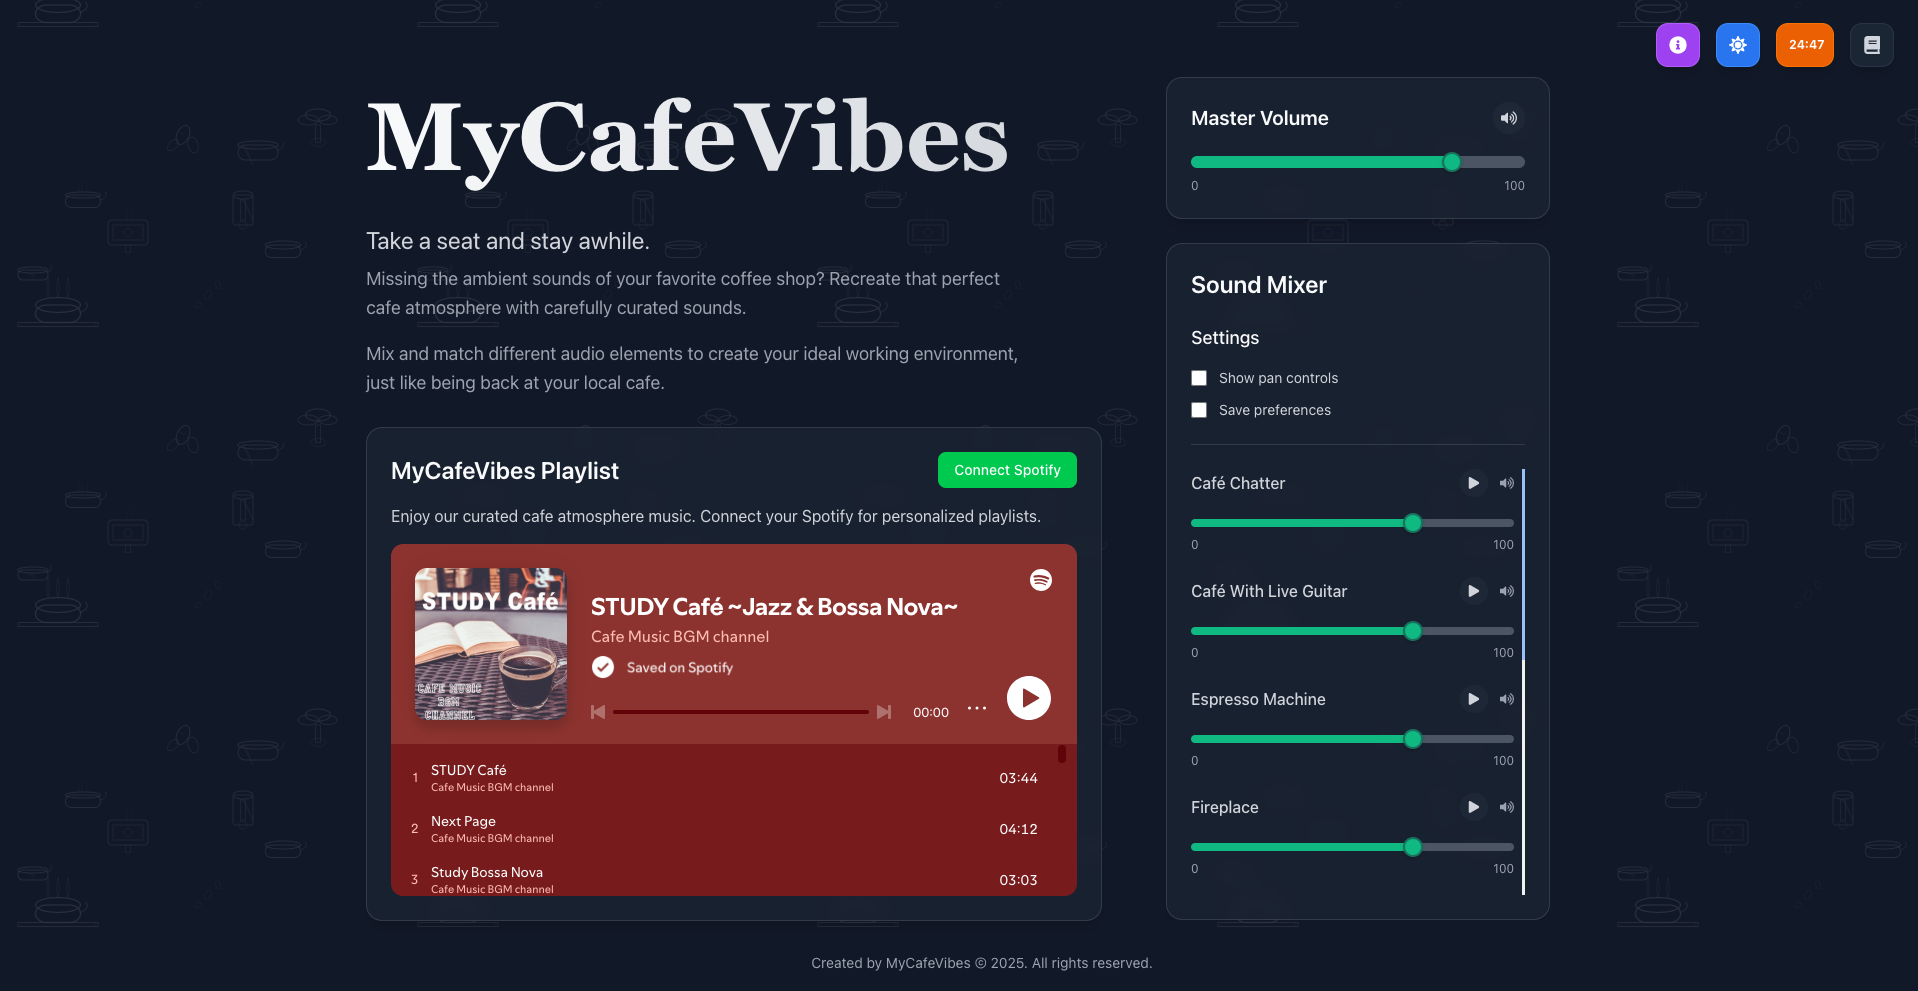 24:47
MyCafeVibes
Take a seat and stay awhile.
Missing the ambient sounds of your favorite coffee shop? Recreate that perfect
cafe atmosphere with carefully curated sounds.
Mix and match different audio elements to create your ideal working environment,
just like being back at your local cafe.
MyCafeVibes Playlist
Connect Spotify
Enjoy our curated cafe atmosphere music. Connect your Spotify for personalized playlists.
STUDY Café
CAFE MUSIC
BGM
CHANNEL
STUDY Café ~Jazz & Bossa Nova~
Cafe Music BGM channel
Saved on Spotify
00:00
1 STUDY Café 03:44
Cafe Music BGM channel
2 Next Page 04:12
Cafe Music BGM channel
3 Study Bossa Nova 03:03
Cafe Music BGM channel
Master Volume
0 100
Sound Mixer
Settings
Show pan controls
Save preferences
Café Chatter
0 100
Café With Live Guitar
0 100
Espresso Machine
0 100
Fireplace
0 100
Created by MyCafeVibes © 2025. All rights reserved.